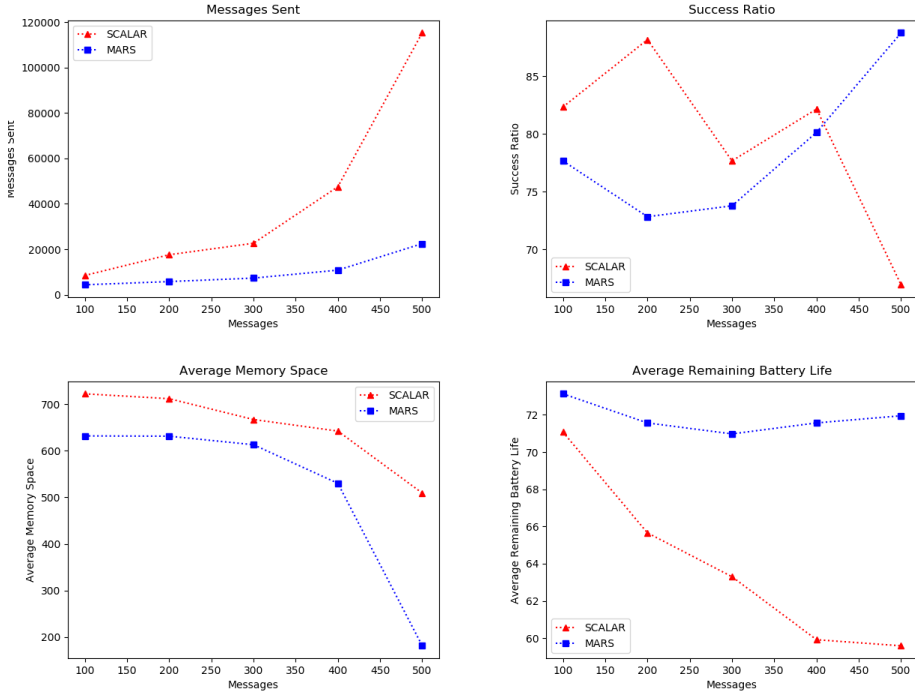 Messages Sent
120000
100000
80000
60000
40000
20000
0
Messages Sent
SCALAR
MARS
100 150 200 250 300 350 400 450 500
Messages
Success Ratio
85
80
75
70
Success Ratio
SCALAR
MARS
100 150 200 250 300 350 400 450 500
Messages
Average Memory Space
700
600
500
400
300
200
Average Memory Space
SCALAR
MARS
100 150 200 250 300 350 400 450 500
Messages
Average Remaining Battery Life
72
70
68
66
64
62
60
Average Remaining Battery Life
SCALAR
MARS
100 150 200 250 300 350 400 450 500
Messages